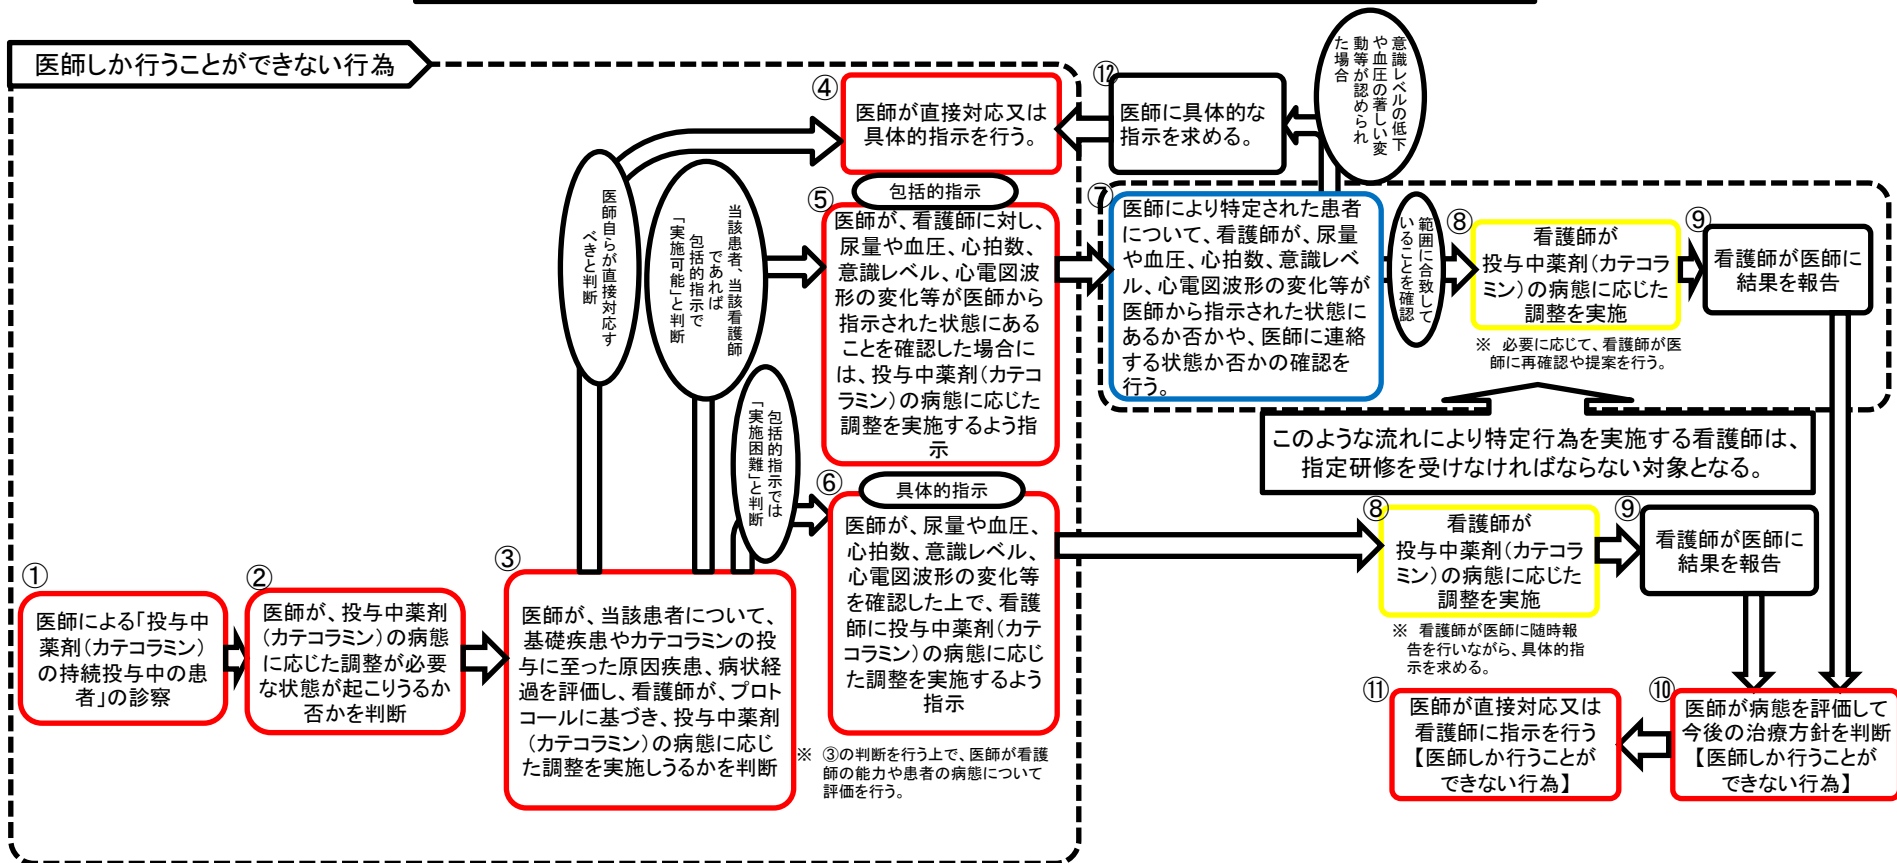 医師しか行うことができない行為
①
医師による「投与中
薬剤(カテコラミン)
の持続投与中の患
者」の診察
②
医師が、投与中薬剤
(カテコラミン)の病態
に応じた調整が必要
な状態が起こりうるか
否かを判断
③
医師が、当該患者について、
基礎疾患やカテコラミンの投
与に至った原因疾患、病状経
過を評価し、看護師が、プロト
コールに基づき、投与中薬剤
(カテコラミン)の病態に応じ
た調整を実施しうるかを判断
※ ③の判断を行う上で、医師が看護
師の能力や患者の病態について
評価を行う。
医師自らが直接対応す
べきと判断
当該患者、当該看護師
であれば
包括的指示で
「実施可能」と判断
包括的指示では
「実施困難」と判断
④
医師が直接対応又は
具体的指示を行う。
包括的指示
⑤
医師が、看護師に対し、
尿量や血圧、心拍数、
意識レベル、心電図波
形の変化等が医師から
指示された状態にある
ことを確認した場合に
は、投与中薬剤(カテコ
ラミン)の病態に応じた
調整を実施するよう指
示
具体的指示
⑥
医師が、尿量や血圧、
心拍数、意識レベル、
心電図波形の変化等
を確認した上で、看護
師に投与中薬剤(カテ
コラミン)の病態に応じ
た調整を実施するよう
指示
⑫
医師に具体的な
指示を求める。
意識レベルの低下
や血圧の著しい変
動等が認められ
た場合
⑦
医師により特定された患者
について、看護師が、尿量
や血圧、心拍数、意識レベ
ル、心電図波形の変化等が
医師から指示された状態に
あるか否かや、医師に連絡
する状態か否かの確認を
行う。
範囲に合致して
いることを確認
⑧
看護師が
投与中薬剤(カテコラ
ミン)の病態に応じた
調整を実施
※ 必要に応じて、看護師が医
師に再確認や提案を行う。
⑨
看護師が医師に
結果を報告
このような流れにより特定行為を実施する看護師は、
指定研修を受けなければならない対象となる。
⑧
看護師が
投与中薬剤(カテコラ
ミン)の病態に応じた
調整を実施
※ 看護師が医師に随時報
告を行いながら、具体的指
示を求める。
⑨
看護師が医師に
結果を報告
⑩
医師が病態を評価して
今後の治療方針を判断
【医師しか行うことが
できない行為】
⑪
医師が直接対応又は
看護師に指示を行う
【医師しか行うことが
できない行為】